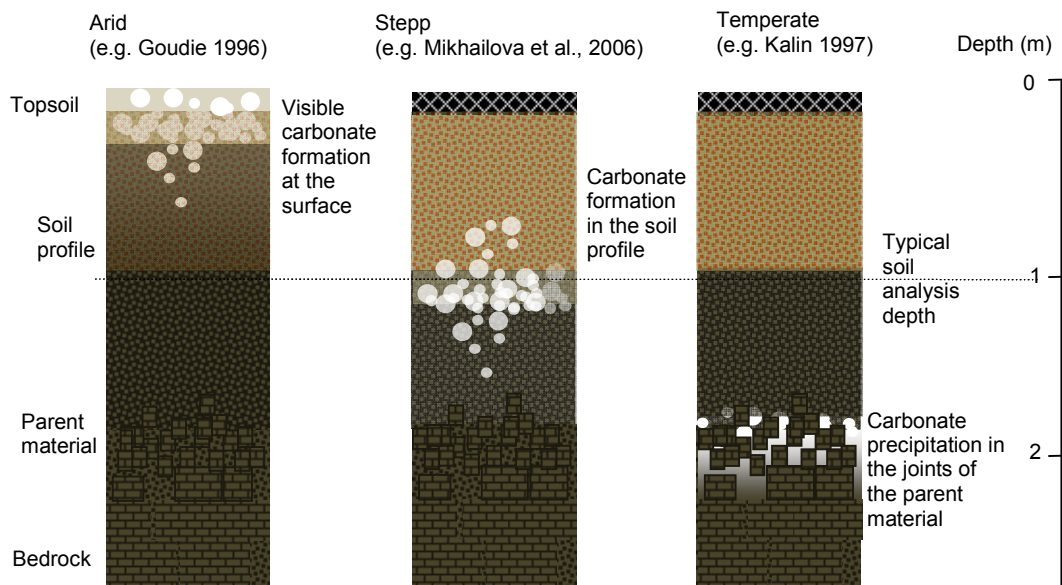 Arid
(e.g. Goudie 1996)
Stepp
(e.g. Mikhailova et al., 2006)
Temperate
(e.g. Kalin 1997)
Depth (m)
0
Topsoil
Visible
carbonate
formation
at the
surface
Carbonate
formation
in the soil
profile
Soil
profile
Typical
soil
analysis
depth
1
Parent
material
Carbonate
precipitation in
the joints of
the parent
material
2
Bedrock